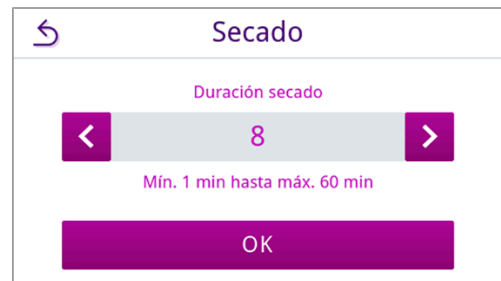 Secado
Duración secado
8
Mín. 1 min hasta máx. 60 min
OK